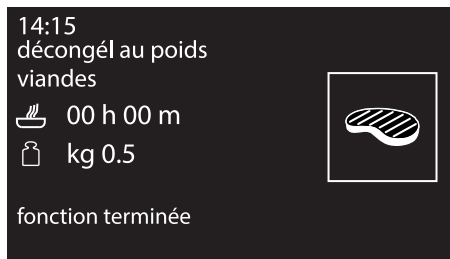 14:15
décongél au poids
viandes
00 h 00 m
kg 0.5
fonction terminée